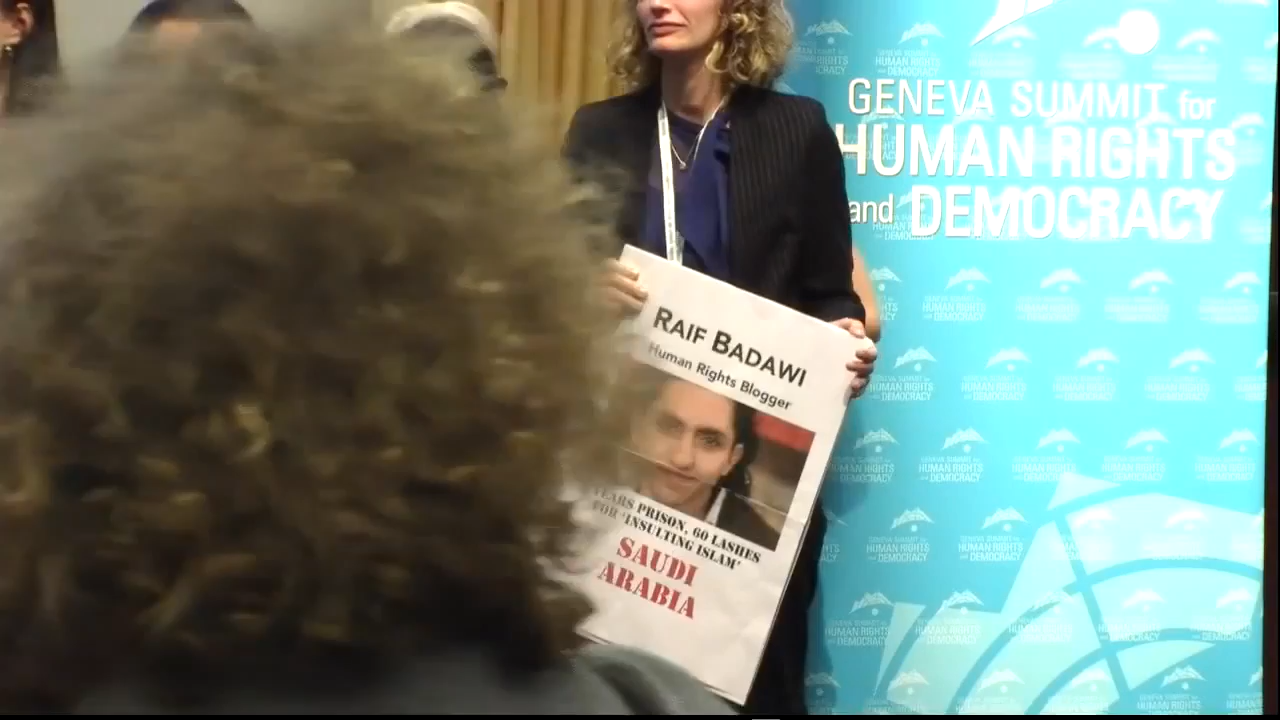 GENEVA SUMMIT for
HUMAN RIGHTS
and DEMOCRACY
RAIF BADAWI
Human Rights Blogger
YEARS PRISON, 60 LASHES
FOR 'INSULTING ISLAM'
SAUDI
ARABIA